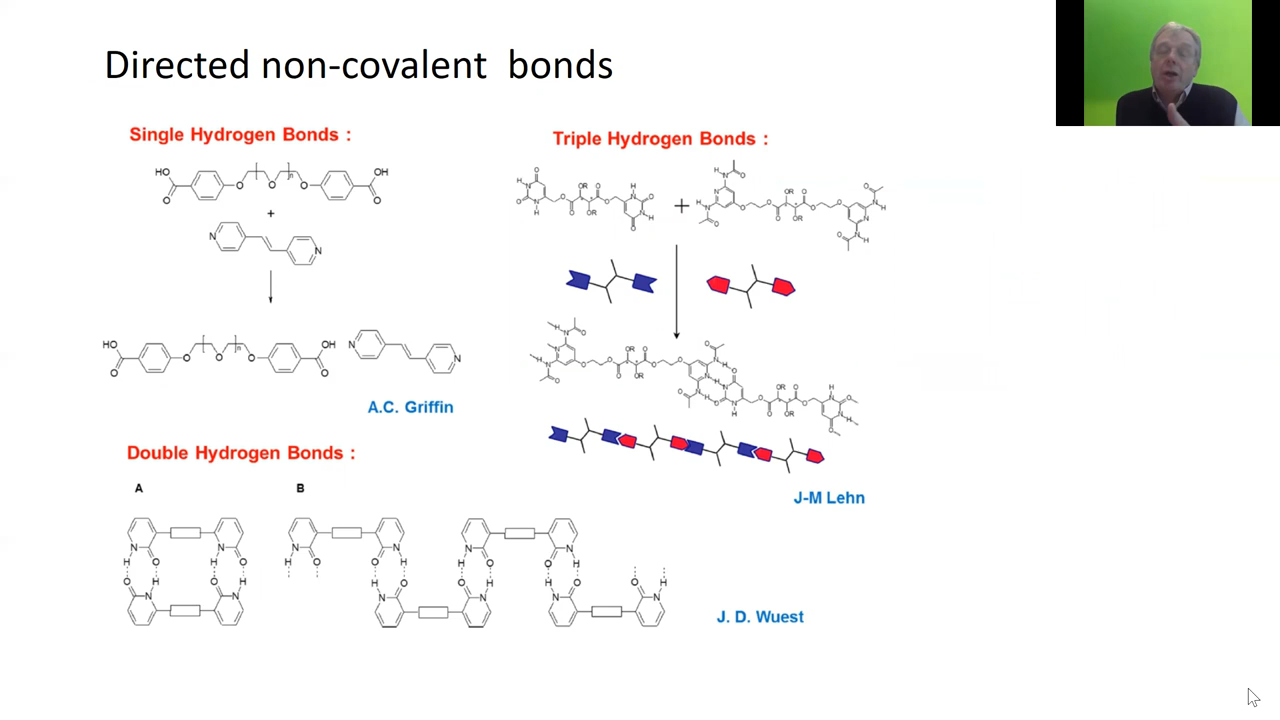 Directed non-covalent bonds
Single Hydrogen Bonds :
Triple Hydrogen Bonds :
+
+
A.C. Griffin
Double Hydrogen Bonds :
J-M Lehn
A
B
J. D. Wuest